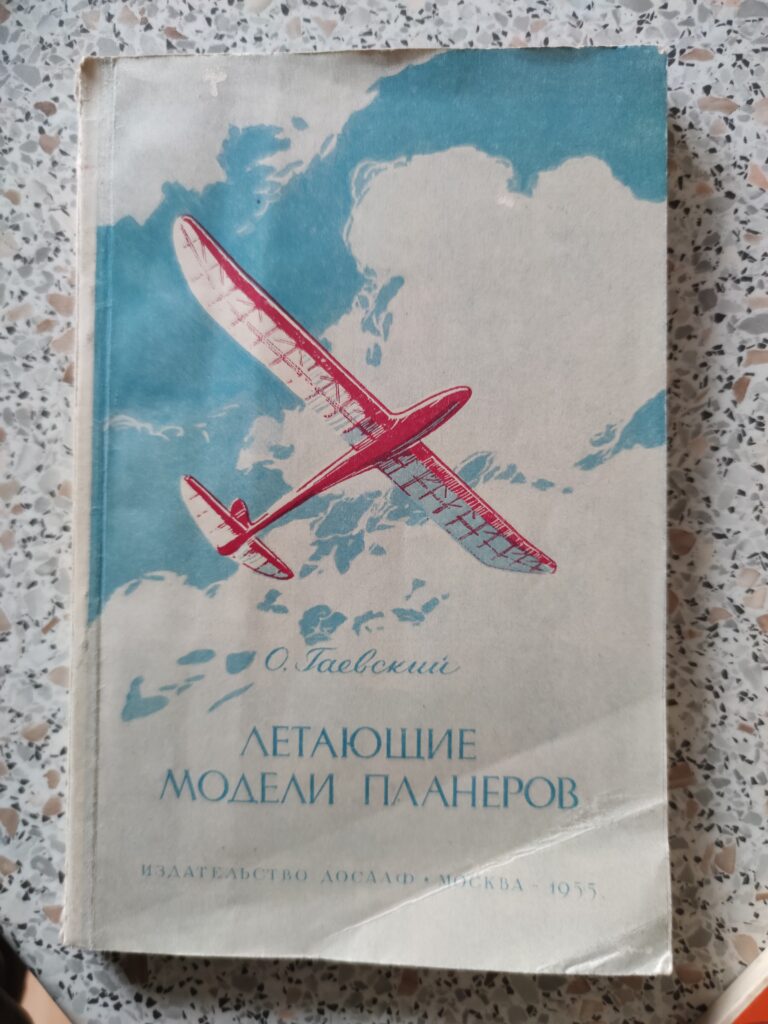 О. Гаевский
ЛЕТАЮЩИЕ
МОДЕЛИ ПЛАНЕРОВ
ИЗДАТЕЛЬСТВО ДОСААФ • МОСКВА - 1955.